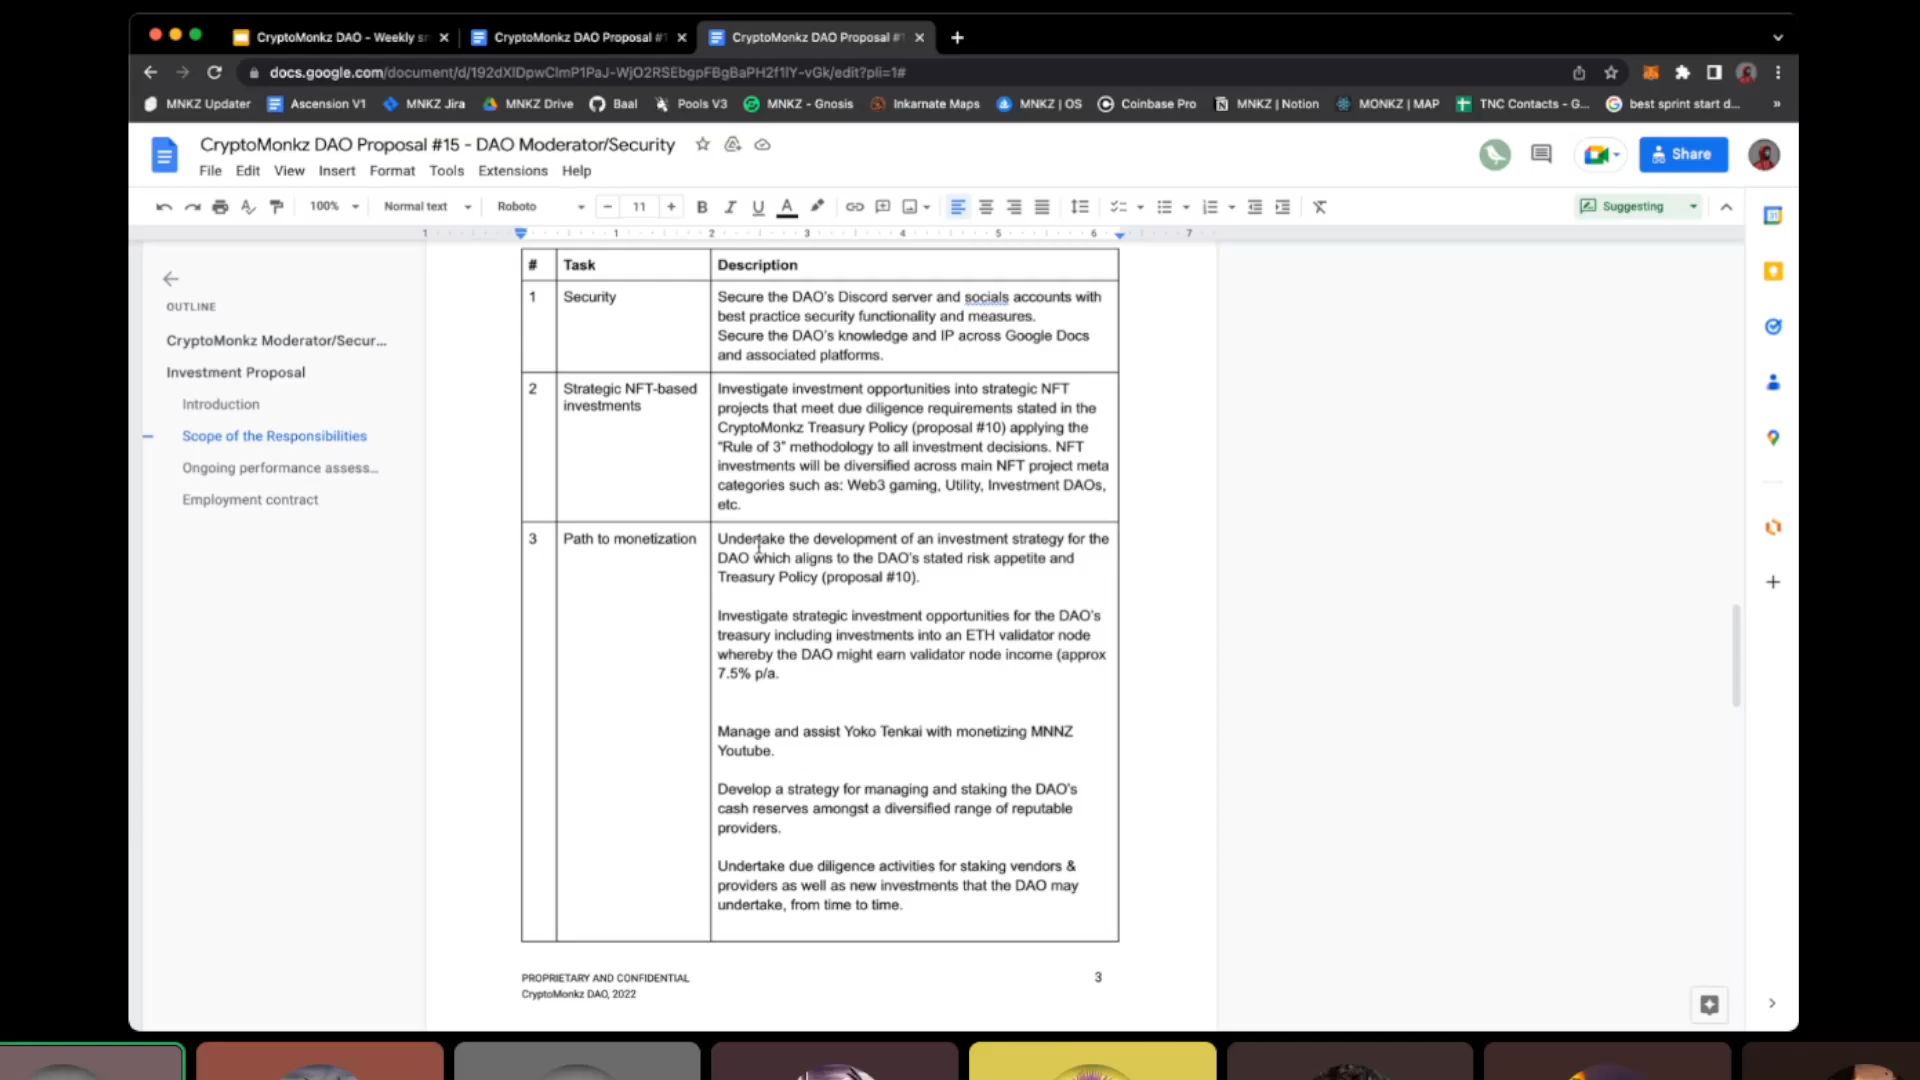 CryptoMonkz DAO - Weekly s
CryptoMonkz DAO Proposal #
CryptoMonkz DAO Proposal #
docs.google.com/document/d/192dXlDpwClmP1PaJ-WjO2RSEbgpFBgBaPH2f1lY-vGk/edit?pli=1#
MNKZ Updater
Ascension V1
MNKZ Jira
MNKZ Drive
Baal
Pools V3
MNKZ - Gnosis
Inkarnate Maps
MNKZ | OS
Coinbase Pro
MNKZ | Notion
MONKZ | MAP
TNC Contacts - G...
best sprint start d...
CryptoMonkz DAO Proposal #15 - DAO Moderator/Security
File Edit View Insert Format Tools Extensions Help
Share
100% Normal text Roboto 11
Suggesting
1 1 2 3 4 5 6 7
OUTLINE
CryptoMonkz Moderator/Secur...
Investment Proposal
Introduction
Scope of the Responsibilities
Ongoing performance assess...
Employment contract
# Task Description
1 Security
Secure the DAO's Discord server and socials accounts with
best practice security functionality and measures.
Secure the DAO's knowledge and IP across Google Docs
and associated platforms.
2 Strategic NFT-based
investments
Investigate investment opportunities into strategic NFT
projects that meet due diligence requirements stated in the
CryptoMonkz Treasury Policy (proposal #10) applying the
"Rule of 3" methodology to all investment decisions. NFT
investments will be diversified across main NFT project meta
categories such as: Web3 gaming, Utility, Investment DAOs,
etc.
3 Path to monetization
Undertake the development of an investment strategy for the
DAO which aligns to the DAO's stated risk appetite and
Treasury Policy (proposal #10).
Investigate strategic investment opportunities for the DAO's
treasury including investments into an ETH validator node
whereby the DAO might earn validator node income (approx
7.5% p/a.
Manage and assist Yoko Tenkai with monetizing MNNZ
Youtube.
Develop a strategy for managing and staking the DAO's
cash reserves amongst a diversified range of reputable
providers.
Undertake due diligence activities for staking vendors &
providers as well as new investments that the DAO may
undertake, from time to time.
PROPRIETARY AND CONFIDENTIAL
CryptoMonkz DAO, 2022
3